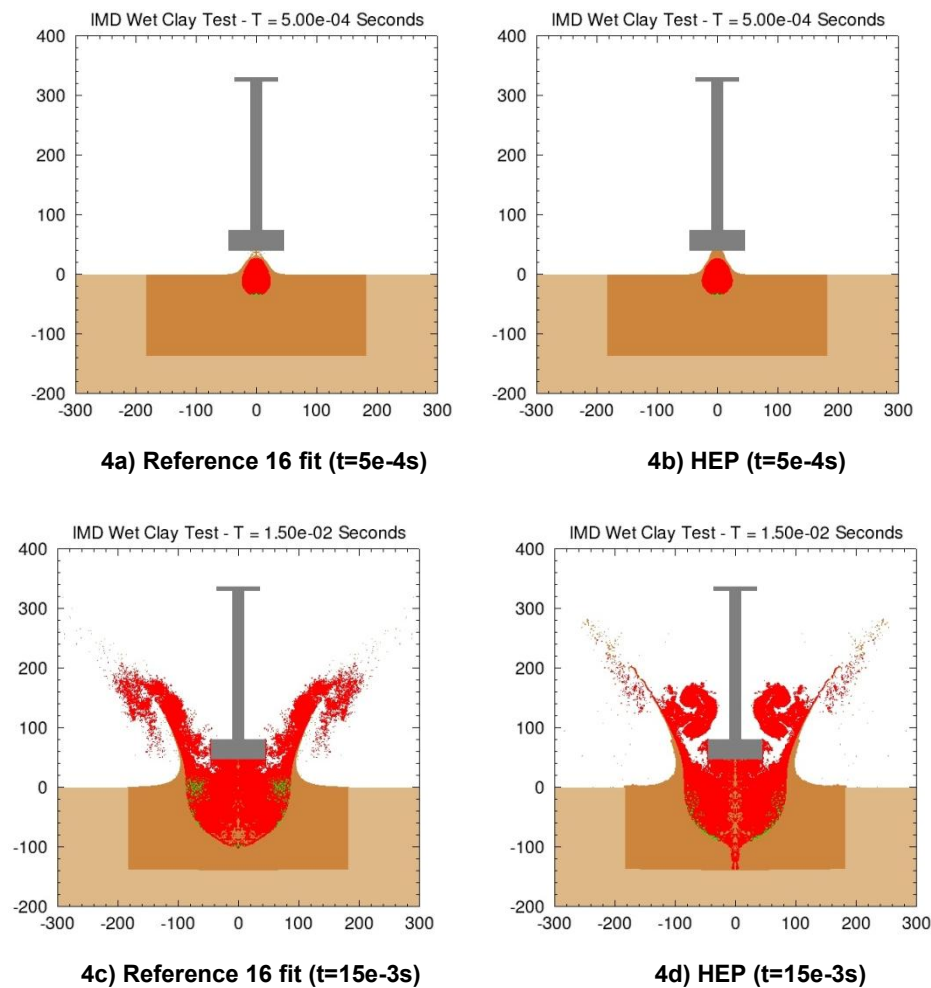 IMD Wet Clay Test - T = 5.00e-04 Seconds
400
300
200
100
0
-100
-200
-300 -200 -100 0 100 200 300
4a) Reference 16 fit (t=5e-4s)
IMD Wet Clay Test - T = 5.00e-04 Seconds
400
300
200
100
0
-100
-200
-300 -200 -100 0 100 200 300
4b) HEP (t=5e-4s)
IMD Wet Clay Test - T = 1.50e-02 Seconds
400
300
200
100
0
-100
-200
-300 -200 -100 0 100 200 300
4c) Reference 16 fit (t=15e-3s)
IMD Wet Clay Test - T = 1.50e-02 Seconds
400
300
200
100
0
-100
-200
-300 -200 -100 0 100 200 300
4d) HEP (t=15e-3s)